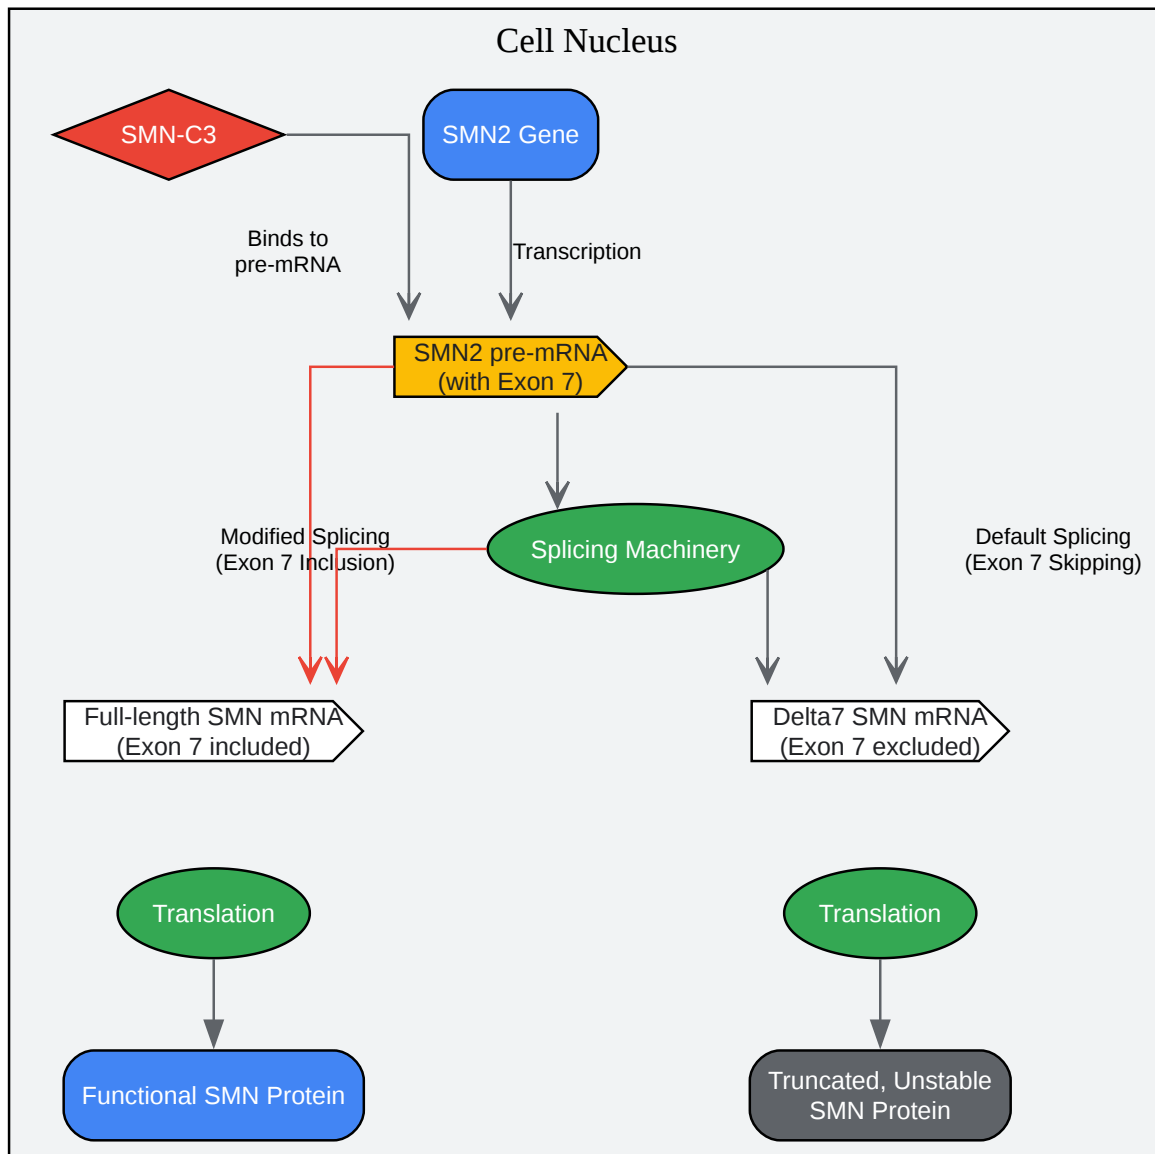 Cell Nucleus
SMN-C3
SMN2 Gene
Binds to
pre-mRNA
Transcription
SMN2 pre-mRNA
(with Exon 7)
Modified Splicing
(Exon 7 Inclusion)
Splicing Machinery
Default Splicing
(Exon 7 Skipping)
Full-length SMN mRNA
(Exon 7 included)
Delta7 SMN mRNA
(Exon 7 excluded)
Translation
Translation
Functional SMN Protein
Truncated, Unstable
SMN Protein